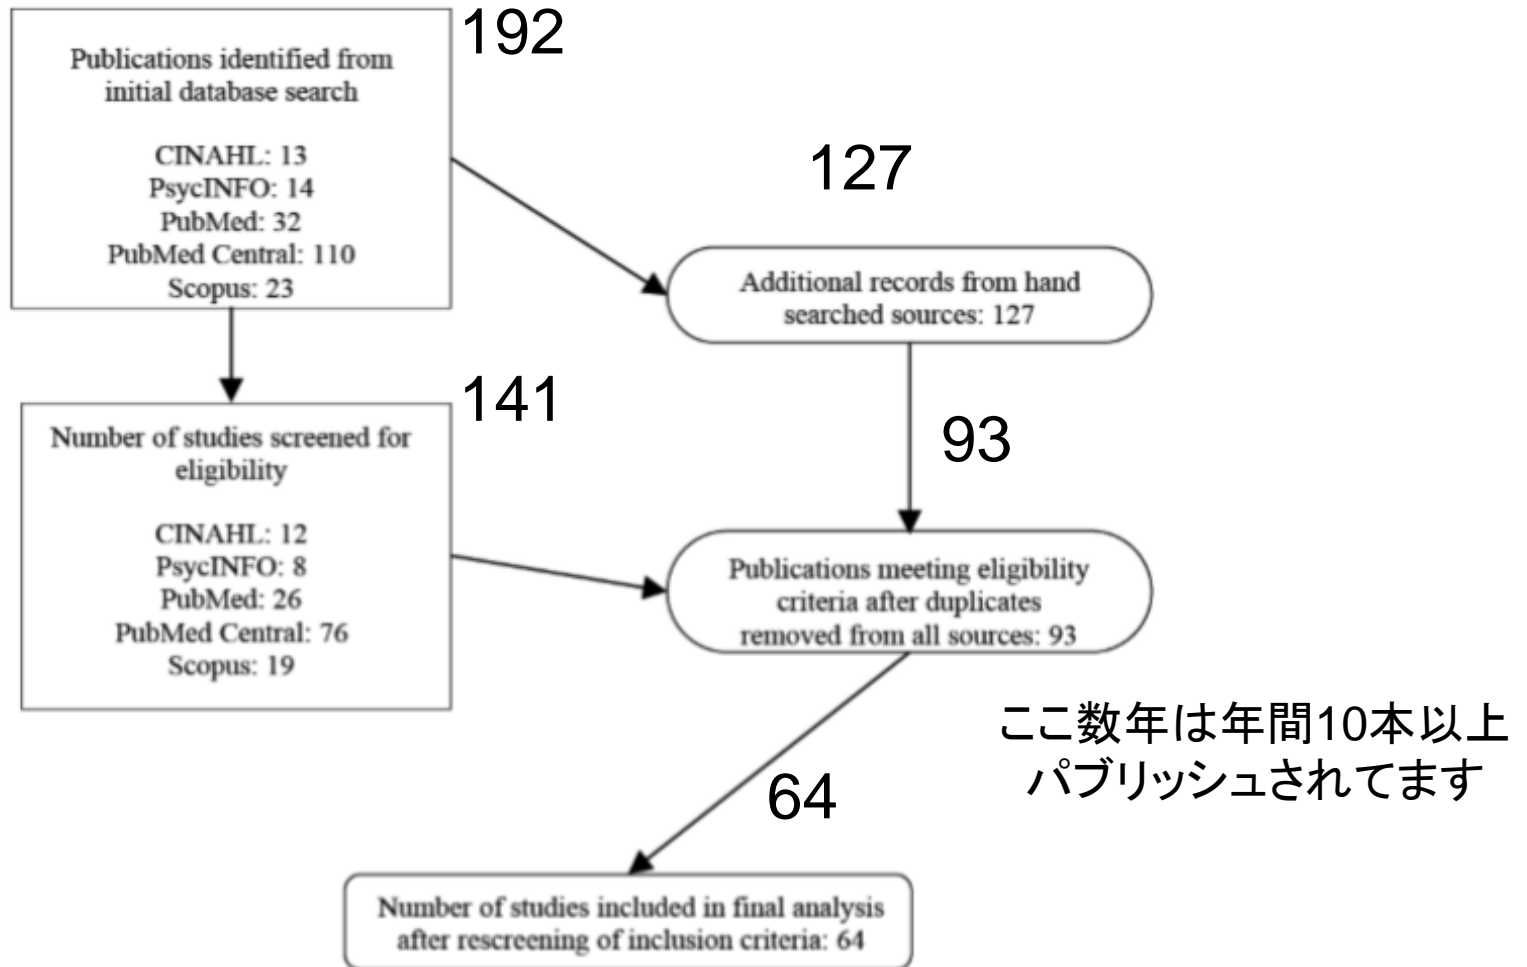 Publications identified from
initial database search
CINAHL: 13
PsycINFO: 14
PubMed: 32
PubMed Central: 110
Scopus: 23
192
127
Additional records from hand
searched sources: 127
Number of studies screened for
eligibility
CINAHL: 12
PsycINFO: 8
PubMed: 26
PubMed Central: 76
Scopus: 19
141
93
Publications meeting eligibility
criteria after duplicates
removed from all sources: 93
ここ数年は年間10本以上
パブリッシュされてます
64
Number of studies included in final analysis
after rescreening of inclusion criteria: 64